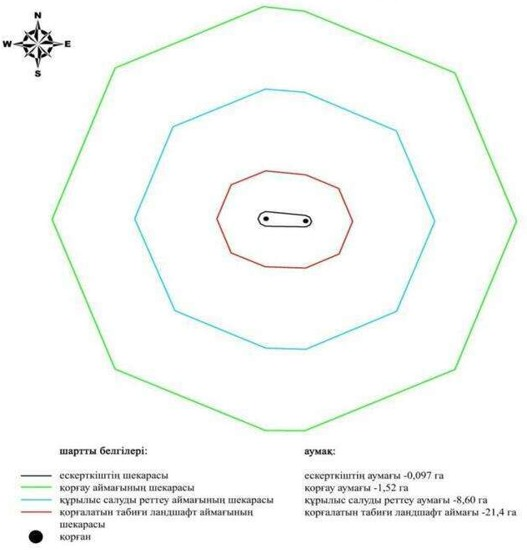 N
W E
S
шартты белгілері: аумақ:
ескерткіштің шекарасы ескерткіштің аумағы -0,097 га
қорғау аймағының шекарасы қорғау аумағы -1,52 га
құрылыс салуды реттеу аймағының шекарасы құрылыс салуды реттеу аумағы -8,60 га
қорғалатын табиғи ландшафт аймағының қорғалатын табиғи ландшафт аймағы -21,4 га
шекарасы
қорған